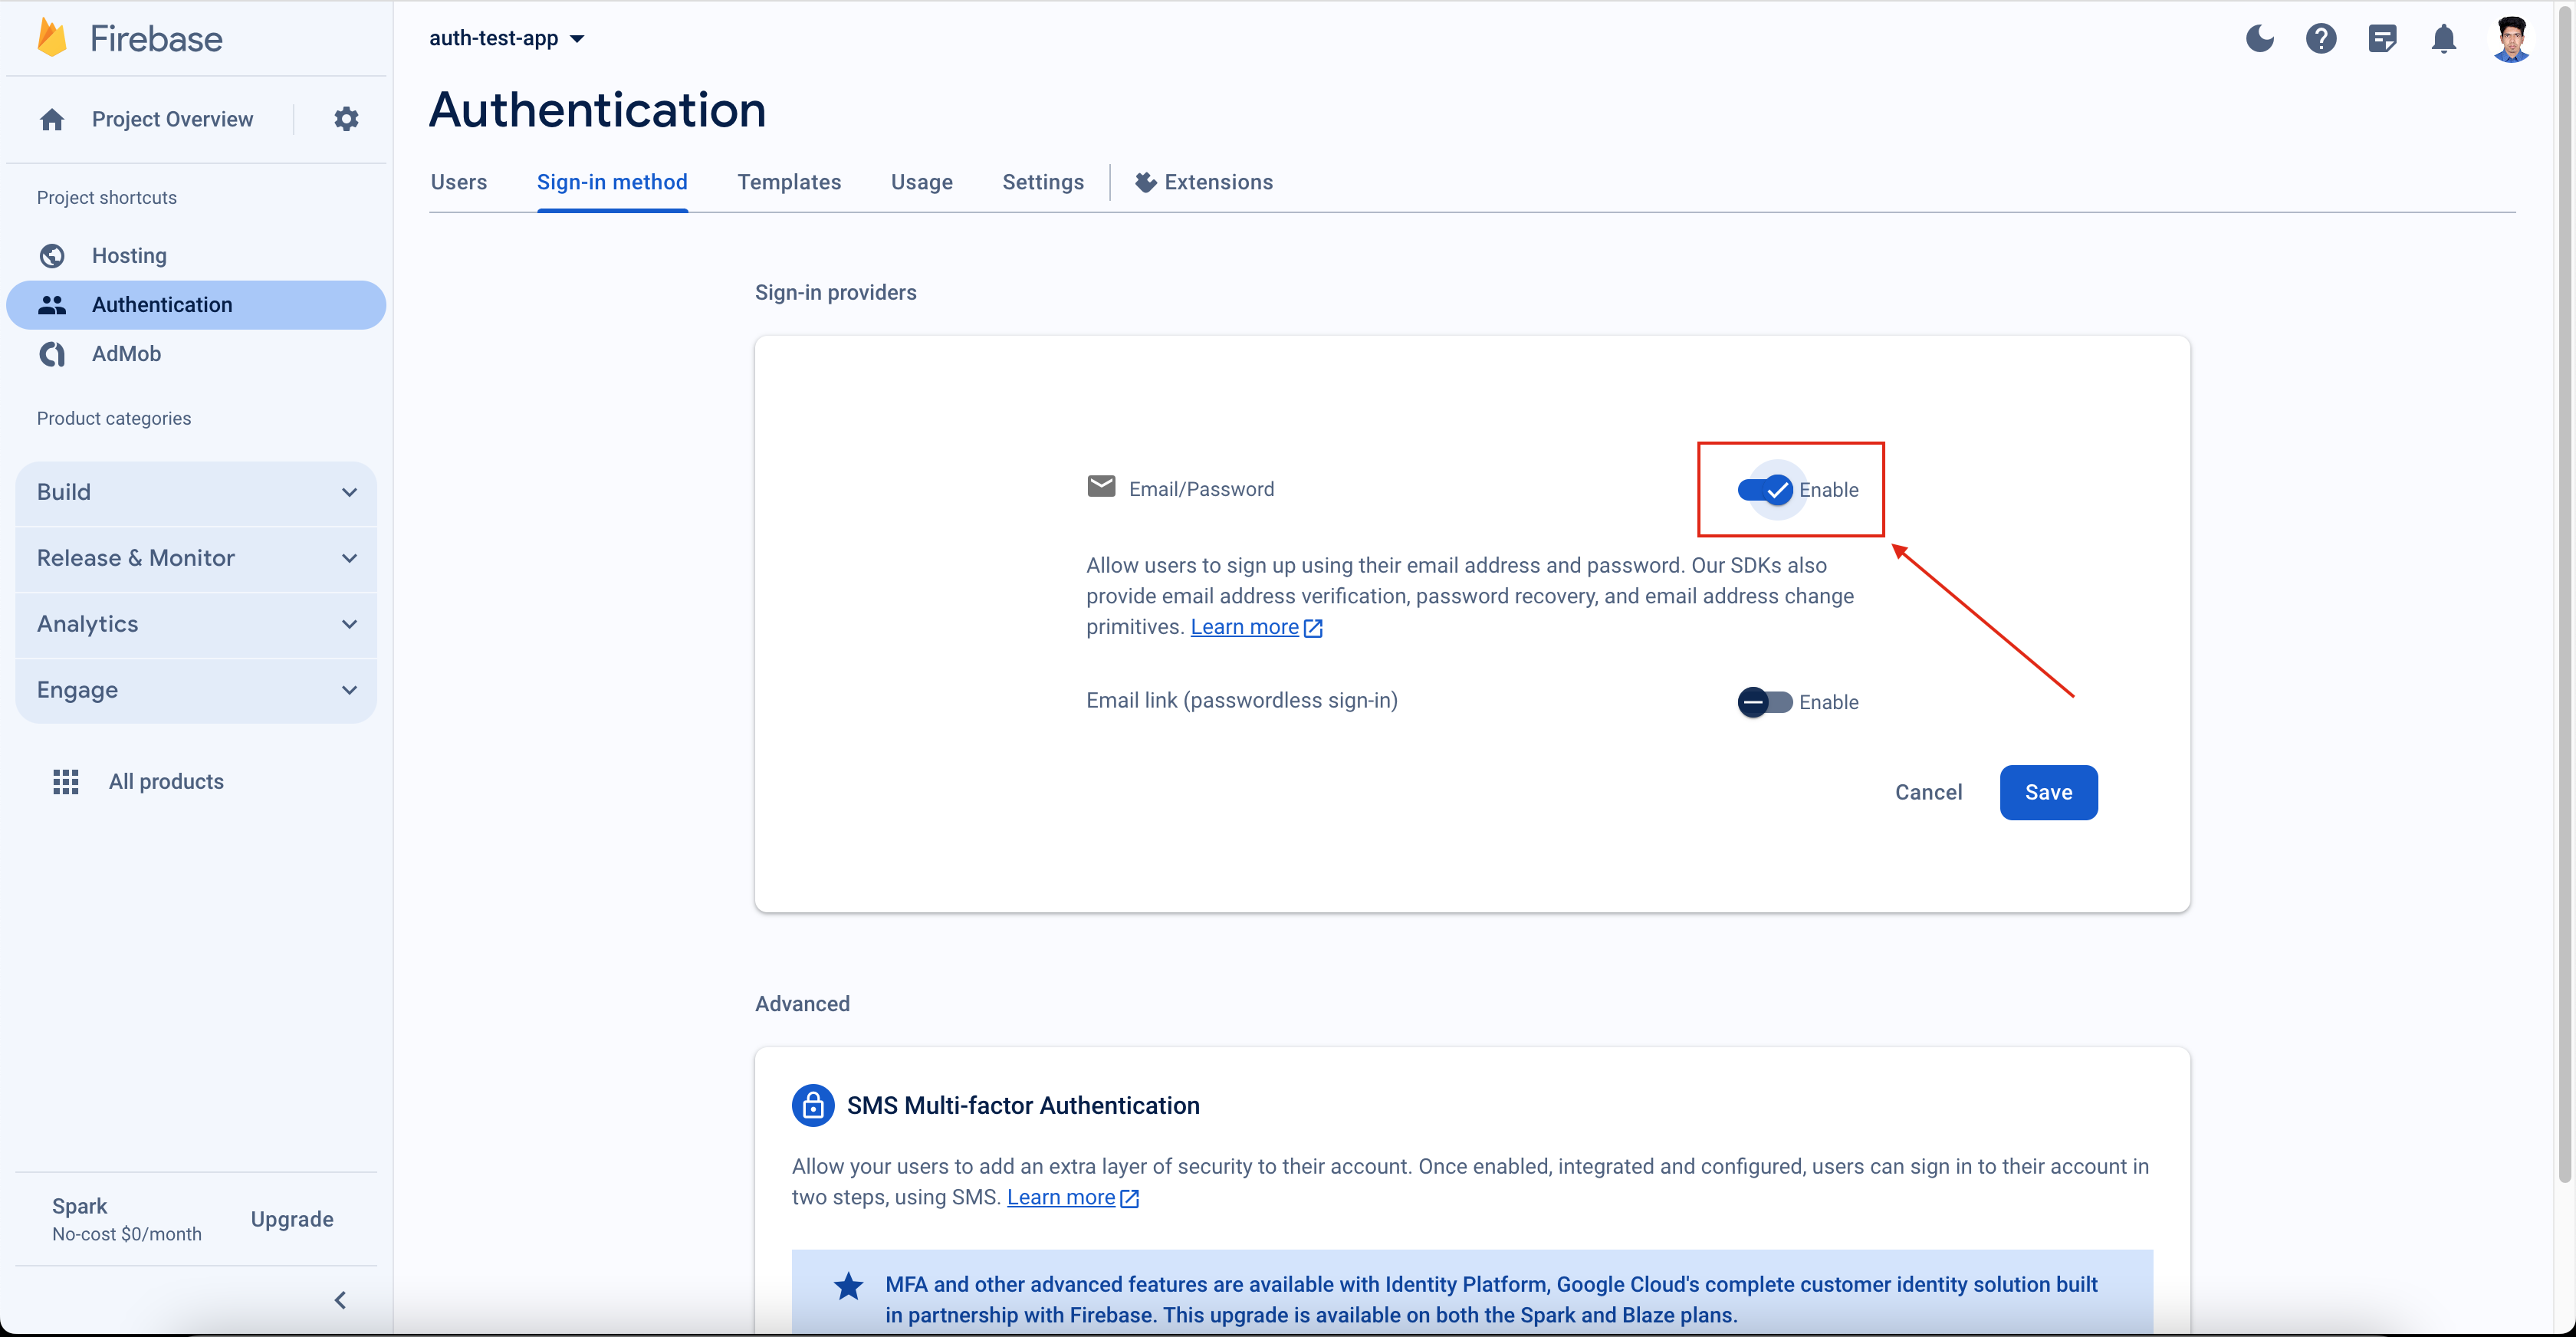 Firebase
Project Overview
Project shortcuts
Hosting
Authentication
AdMob
Product categories
Build
Release & Monitor
Analytics
Engage
All products
Spark
No-cost $0/month
Upgrade
auth-test-app
Authentication
Users
Sign-in method
Templates
Usage
Settings
Extensions
Sign-in providers
Email/Password
Enable
Allow users to sign up using their email address and password. Our SDKs also
provide email address verification, password recovery, and email address change
primitives. Learn more
Email link (passwordless sign-in)
Enable
Cancel
Save
Advanced
SMS Multi-factor Authentication
Allow your users to add an extra layer of security to their account. Once enabled, integrated and configured, users can sign in to their account in
two steps, using SMS. Learn more
MFA and other advanced features are available with Identity Platform, Google Cloud's complete customer identity solution built
in partnership with Firebase. This upgrade is available on both the Spark and Blaze plans.